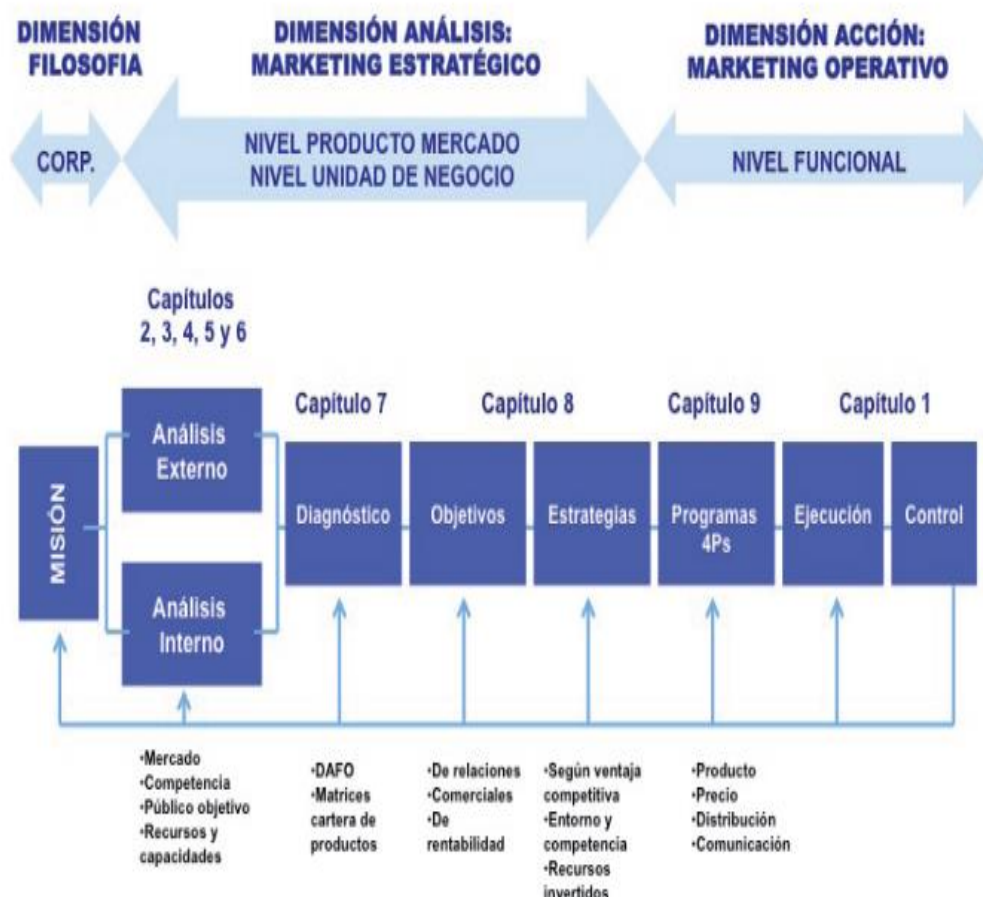 DIMENSIÓN
FILOSOFIA
DIMENSIÓN ANÁLISIS:
MARKETING ESTRATÉGICO
DIMENSIÓN ACCIÓN:
MARKETING OPERATIVO
CORP.
NIVEL PRODUCTO MERCADO
NIVEL UNIDAD DE NEGOCIO
NIVEL FUNCIONAL
Capítulos
2, 3, 4, 5 y 6
Capítulo 7
Capítulo 8
Capítulo 9
Capítulo 1
MISIÓN
Análisis
Externo
Análisis
Interno
Diagnóstico
Objetivos
Estrategias
Programas
4Ps
Ejecución
Control
•Mercado
•Competencia
•Público objetivo
•Recursos y
capacidades
•DAFO
•Matrices
cartera de
productos
•De relaciones
•Comerciales
•De
rentabilidad
•Según ventaja
competitiva
•Entorno y
competencia
•Recursos
invertidos
•Producto
•Precio
•Distribución
•Comunicación